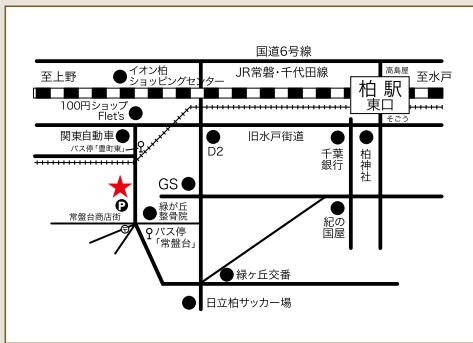 国道6号線
至上野
イオン柏
ショッピングセンター
JR常磐・千代田線
高島屋
至水戸
柏駅
東口
そごう
100円ショップ
Flet's
関東自動車
バス停「豊町東」
D2
旧水戸街道
千葉
銀行
柏神社
GS
P
緑が丘
整骨院
常盤台商店街
バス停
「常盤台」
紀の
国屋
緑ヶ丘交番
日立柏サッカー場